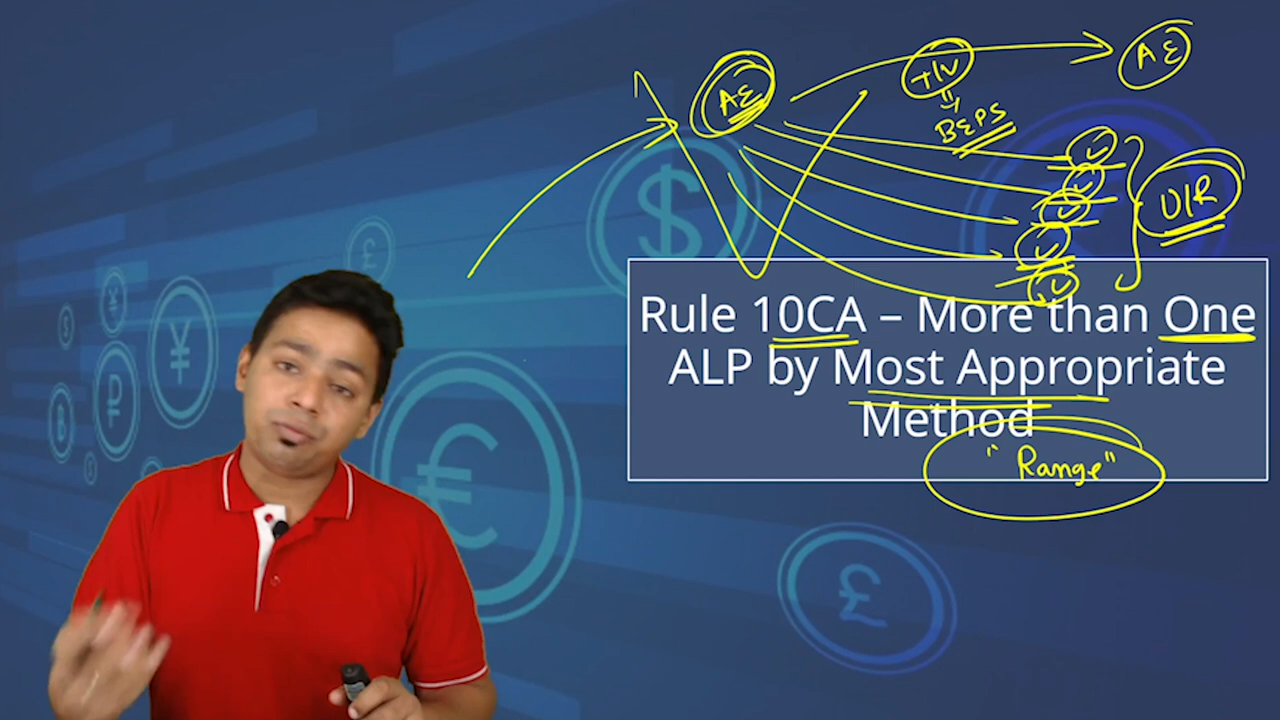 AE
AE
BEPS
U/R
Rule 10CA – More than One
ALP by Most Appropriate
Method
"Range"